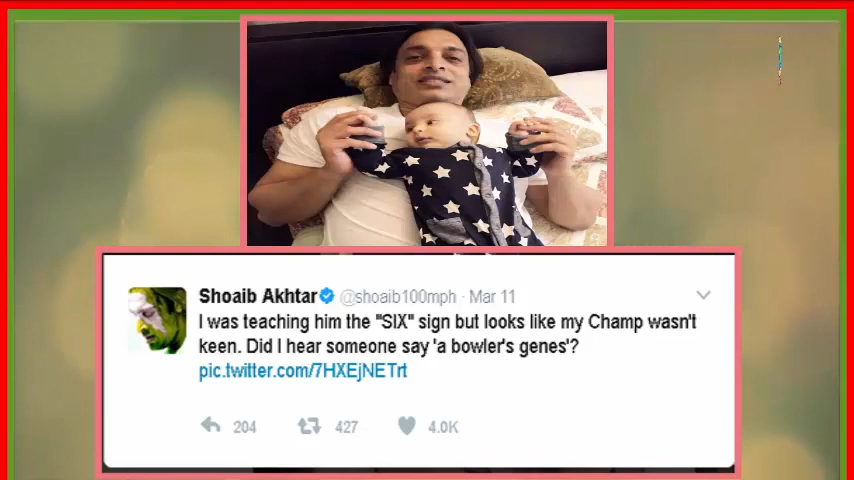 Shoaib Akhtar @shoaib100mph · Mar 11
I was teaching him the "SIX" sign but looks like my Champ wasn't
keen. Did I hear someone say 'a bowler's genes'?
pic.twitter.com/7HXEjNETrt
204 427 4.0K